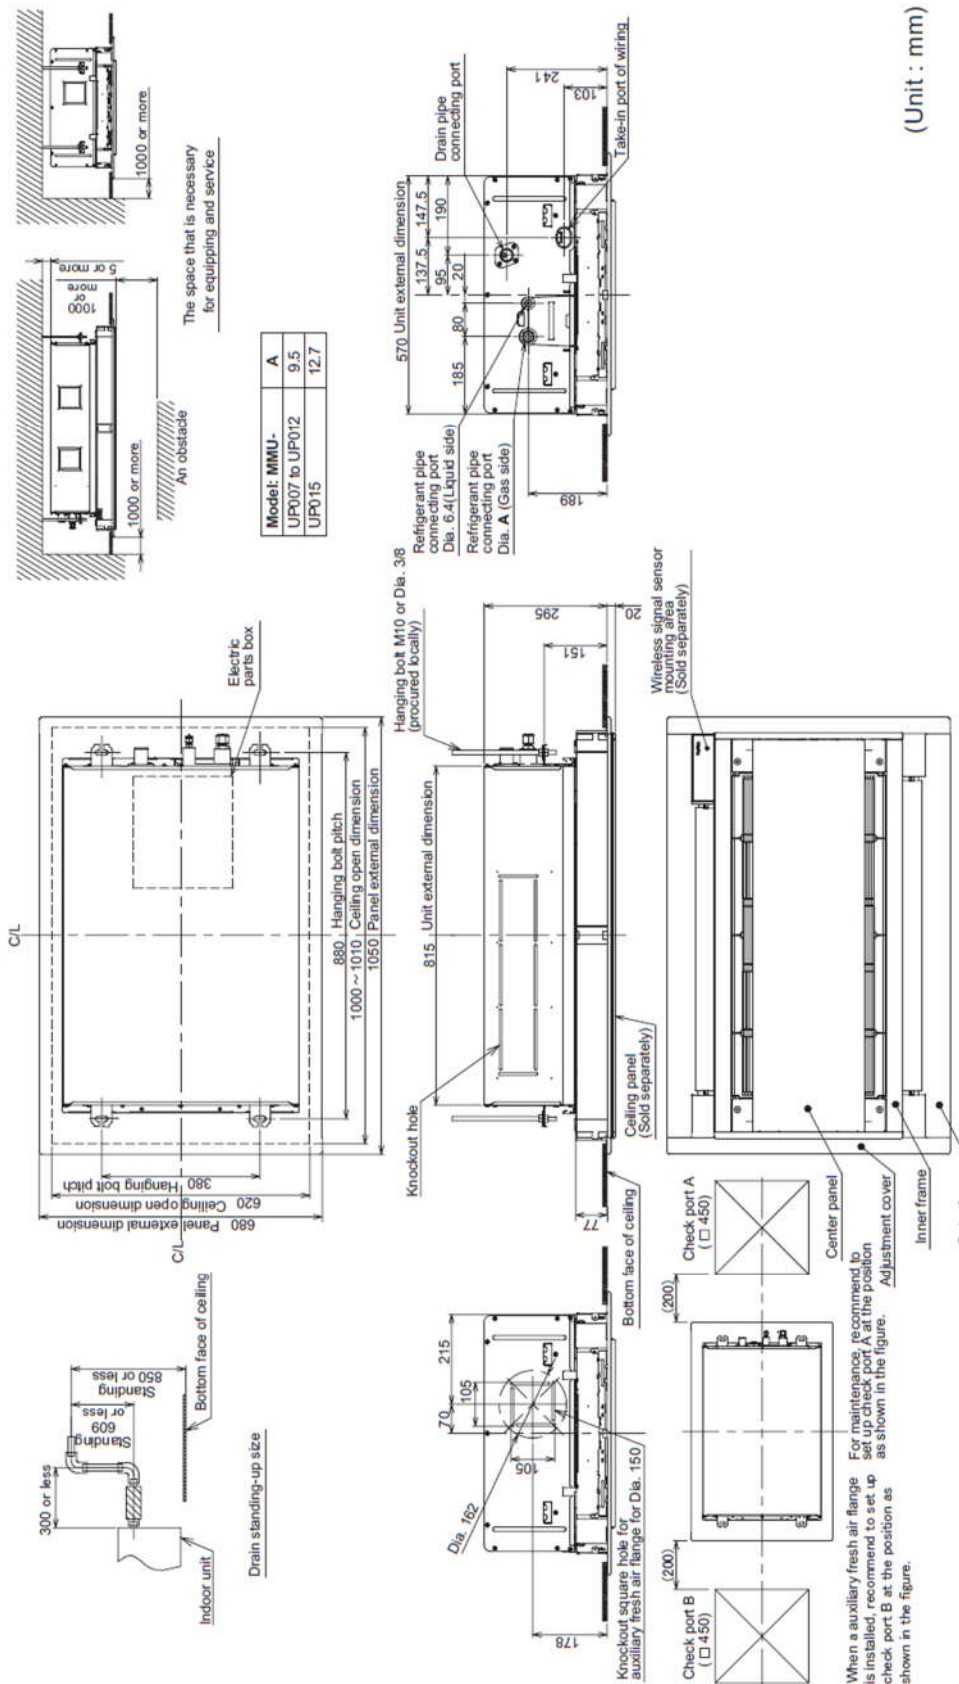 1000 or more
The space that is necessary
for equipping and service
5 or more
1000
or
more
An obstacle
1000 or more
Model: MMU-
A
UP007 to UP012
9.5
UP015
12.7
(Unit : mm)
Drain pipe
connecting port
241
103
Take-in port of wiring
570 Unit external dimension
147.5
190
137.5
95
20
80
185
Refrigerant pipe
connecting port
Dia. 6.4(Liquid side)
Refrigerant pipe
connecting port
Dia. A (Gas side)
189
C/L
Electric
parts box
880 Hanging bolt pitch
1000 ~ 1010 Ceiling open dimension
1050 Panel external dimension
380 Hanging bolt pitch
620 Ceiling open dimension
680 Panel external dimension
C/L
Hanging bolt M10 or Dia. 3/8
(procured locally)
295
151
20
815 Unit external dimension
Knockout hole
Ceiling panel
(Sold separately)
77
Bottom face of ceiling
Wireless signal sensor
mounting area
(Sold separately)
Center panel
Adjustment cover
Inner frame
300 or less
Standing
609
or less
Standing
850 or less
Bottom face of ceiling
Indoor unit
Drain standing-up size
215
105
70
105
Dia. 162
178
Knockout square hole for
auxiliary fresh air flange for Dia. 150
Check port A
( □ 450)
(200)
For maintenance, recommend to
set up check port A at the position
as shown in the figure.
(200)
Check port B
( □ 450)
When a auxiliary fresh air flange
is installed, recommend to set up
check port B at the position as
shown in the figure.